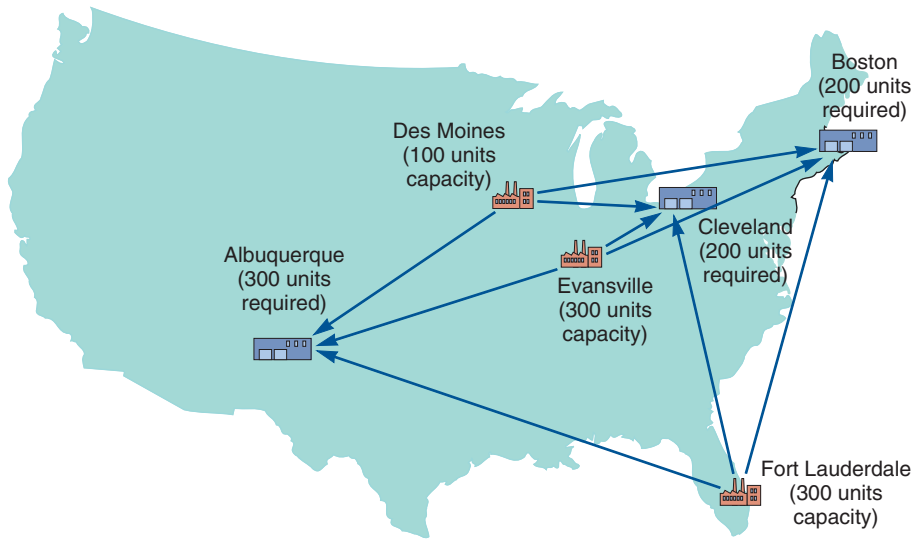 Boston
(200 units
required)
Des Moines
(100 units
capacity)
Cleveland
(200 units
required)
Albuquerque
(300 units
required)
Evansville
(300 units
capacity)
Fort Lauderdale
(300 units
capacity)